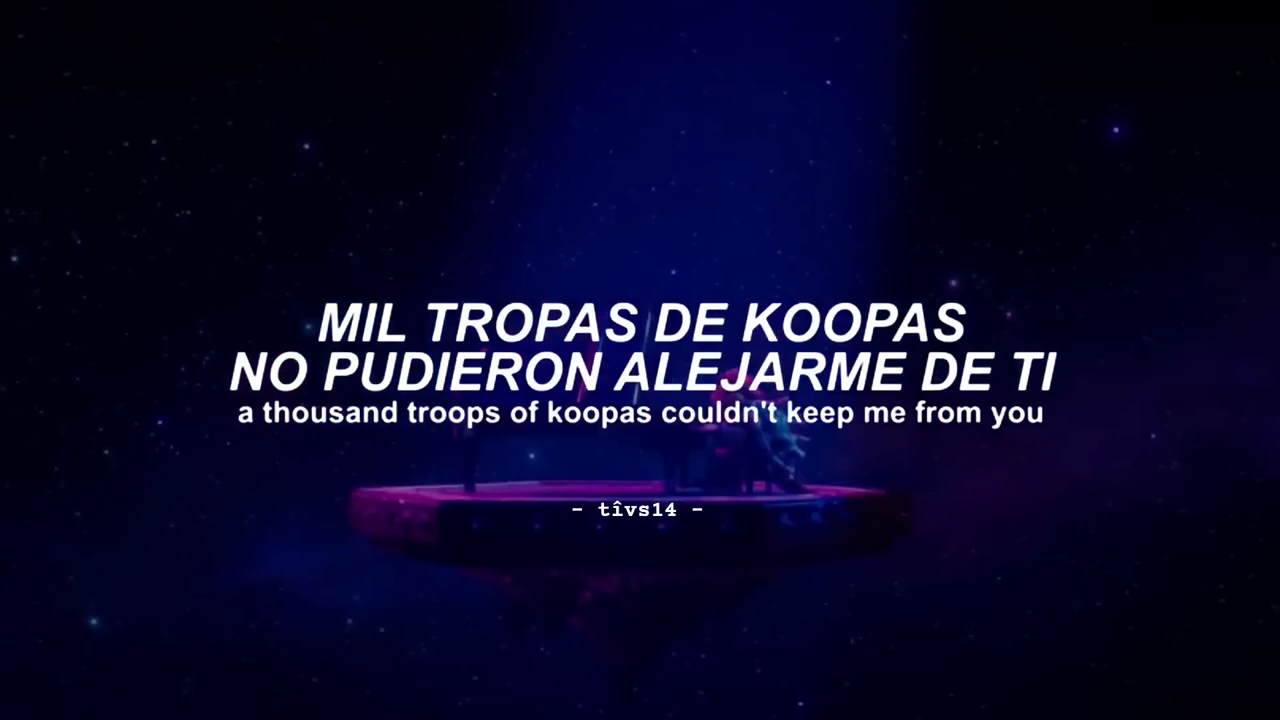 MIL TROPAS DE KOOPAS
NO PUDIERON ALEJARME DE TI
a thousand troops of koopas couldn't keep me from you
- tîvs14 -